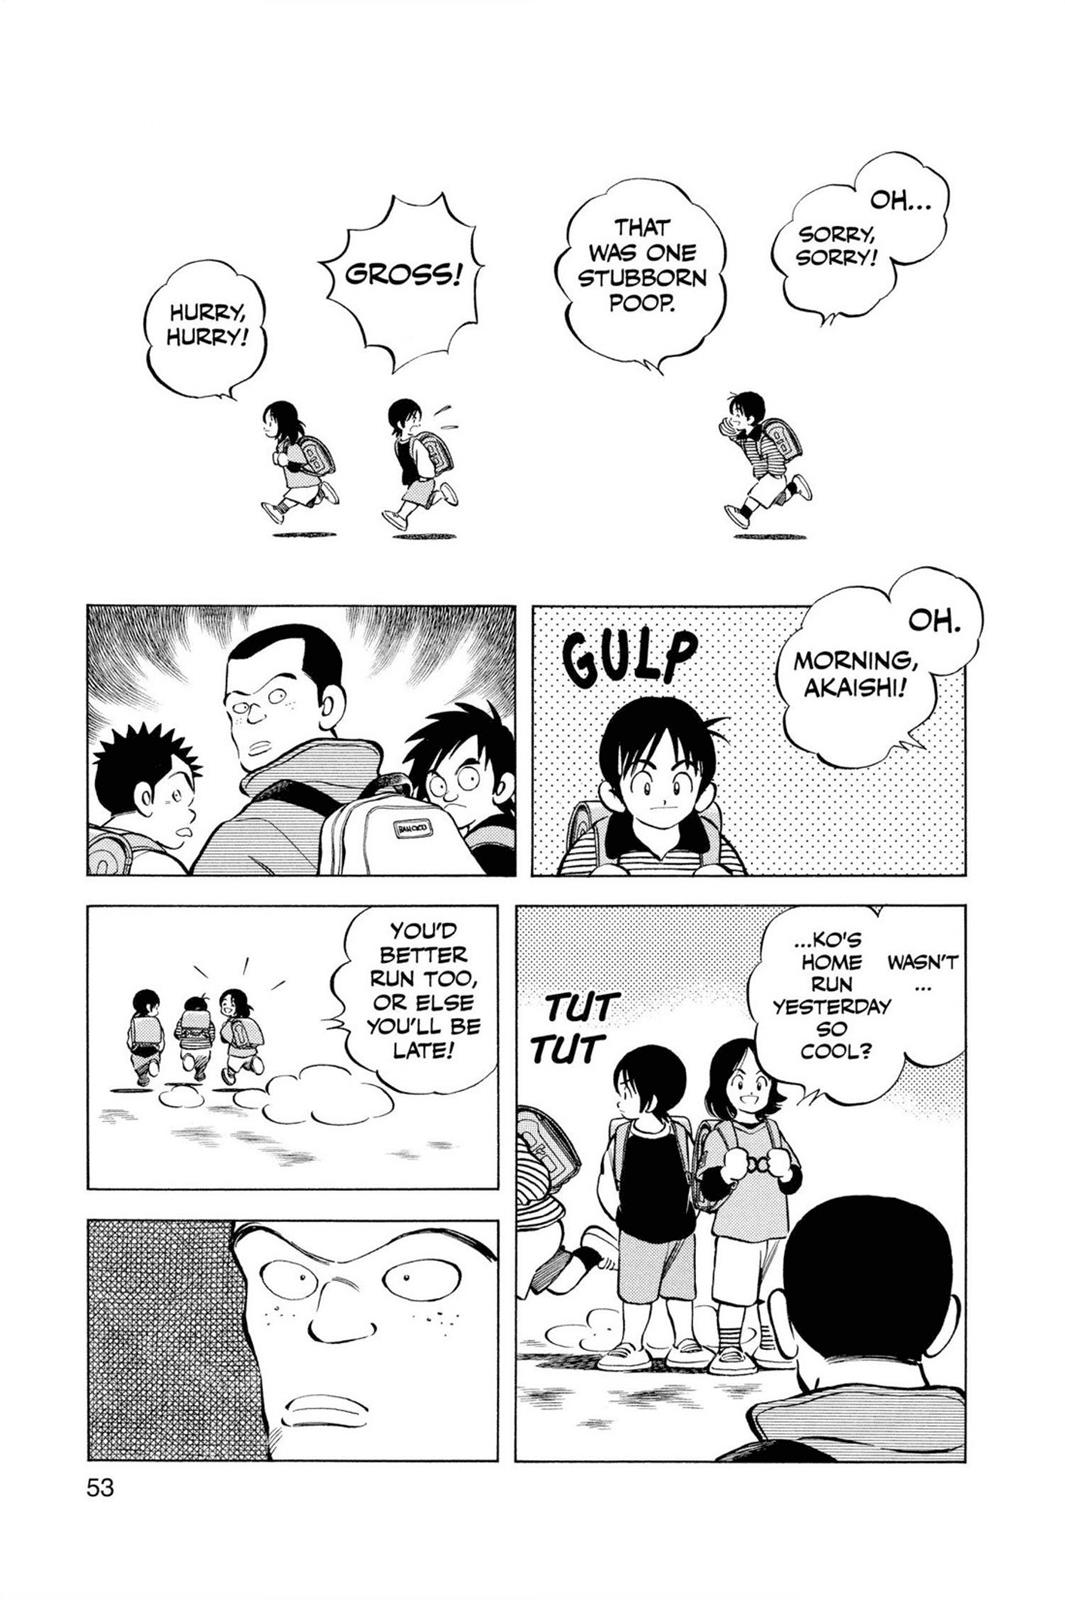 OH...
SORRY,
SORRY!
THAT
WAS ONE
STUBBORN
POOP.
GROSS!
HURRY,
HURRY!
OH.
MORNING,
AKAISHI!
GULP
WASN'T
...
...KO'S
HOME
RUN
YESTERDAY
SO
COOL?
TUT
TUT
YOU'D
BETTER
RUN TOO,
OR ELSE
YOU'LL BE
LATE!
53